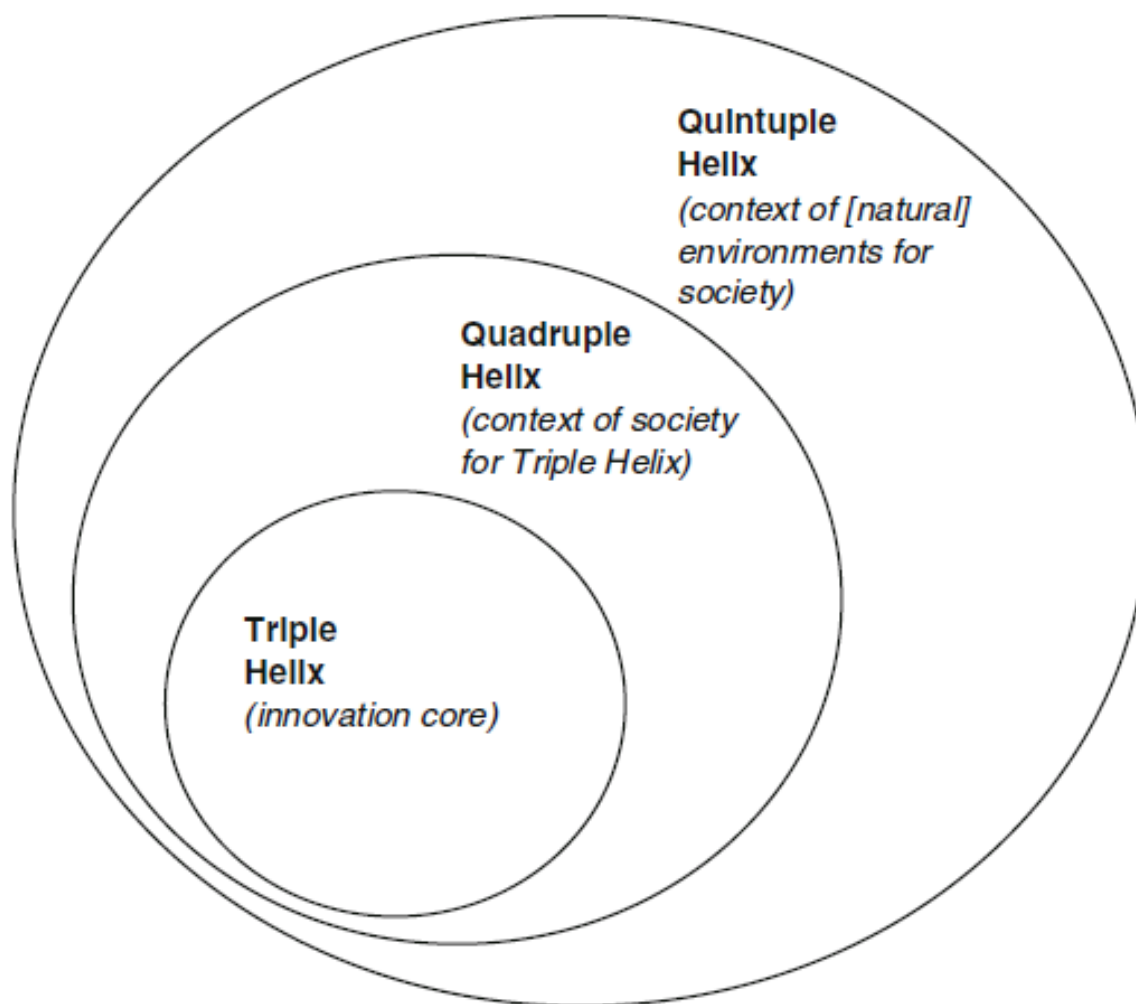 Quintuple
Helix
(context of [natural]
environments for
society)
Quadruple
Helix
(context of society
for Triple Helix)
Triple
Helix
(innovation core)